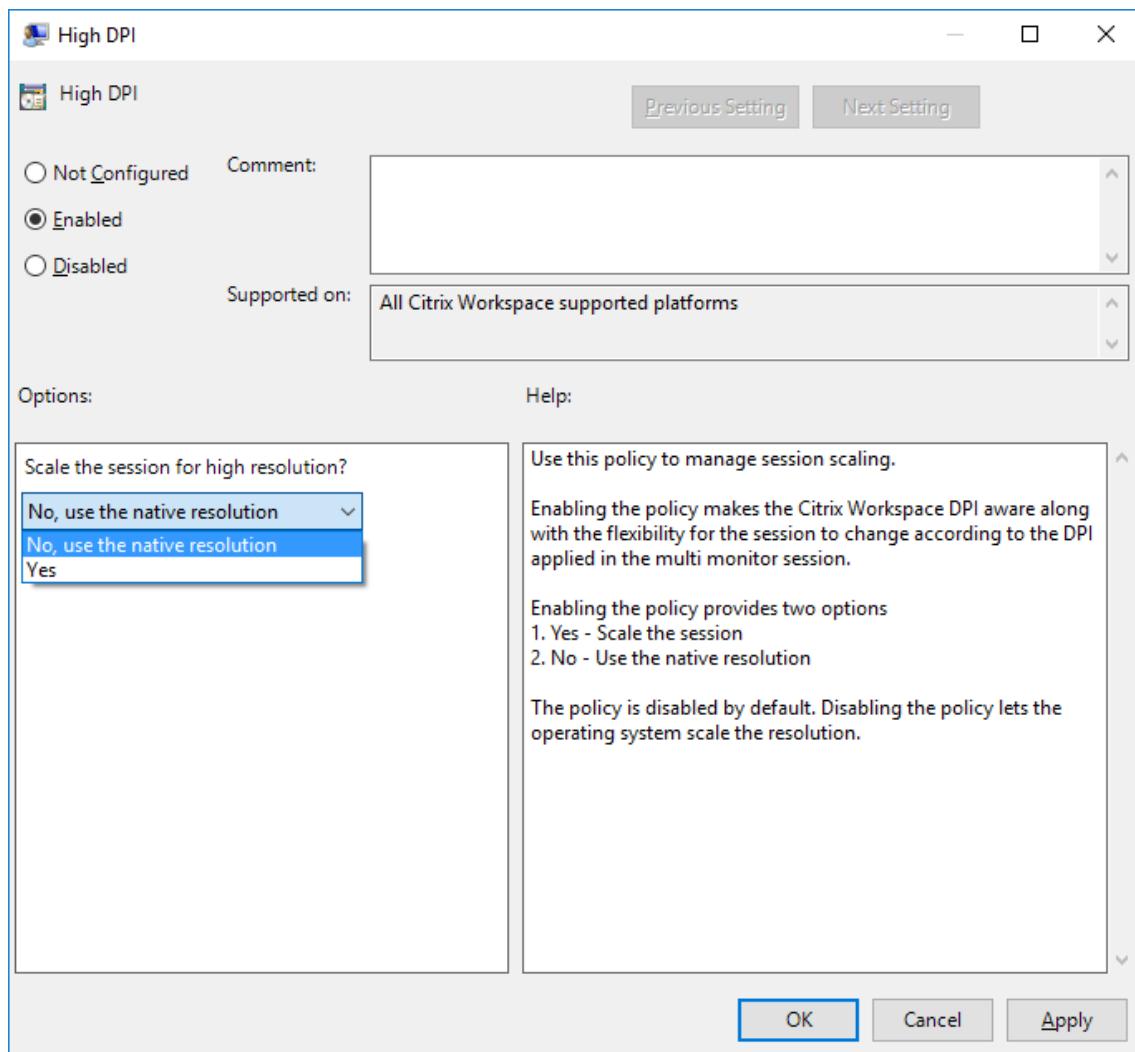 High DPI
High DPI
Previous Setting
Next Setting
Not Configured
Comment:
Enabled
Disabled
Supported on:
All Citrix Workspace supported platforms
Options:
Help:
Scale the session for high resolution?
No, use the native resolution
No, use the native resolution
Yes
Use this policy to manage session scaling.
Enabling the policy makes the Citrix Workspace DPI aware along
with the flexibility for the session to change according to the DPI
applied in the multi monitor session.
Enabling the policy provides two options
1. Yes - Scale the session
2. No - Use the native resolution
The policy is disabled by default. Disabling the policy lets the
operating system scale the resolution.
OK
Cancel
Apply